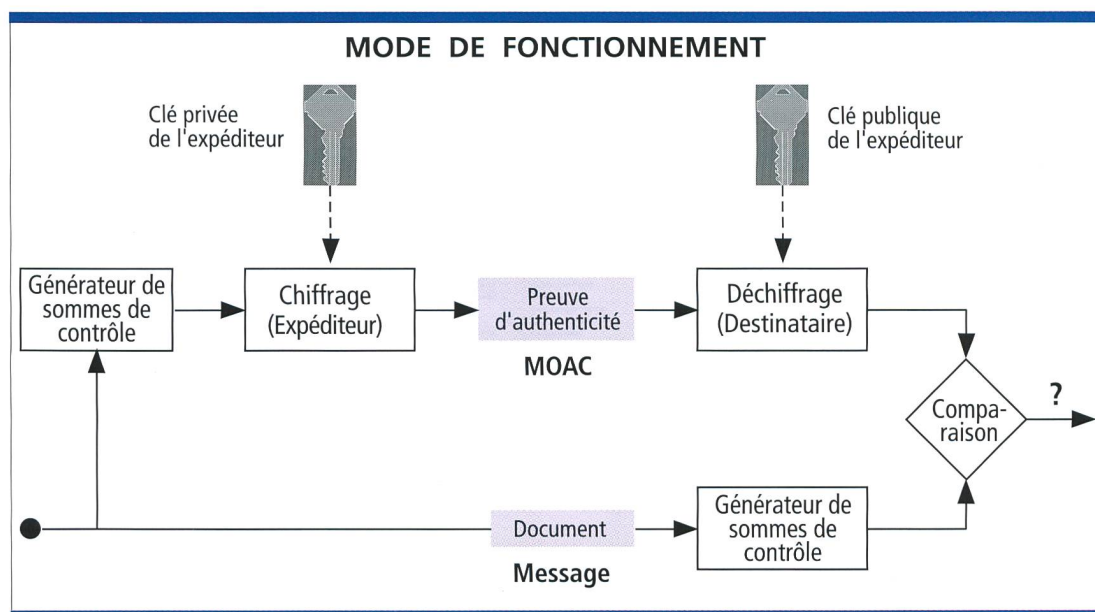 MODE DE FONCTIONNEMENT
Clé privée
de l'expéditeur
Clé publique
de l'expéditeur
Générateur de
sommes de
contrôle
Chiffrage
(Expéditeur)
Preuve
d'authenticité
MOAC
Déchiffrage
(Destinataire)
Compa-
raison
?
Document
Message
Générateur de
sommes de
contrôle